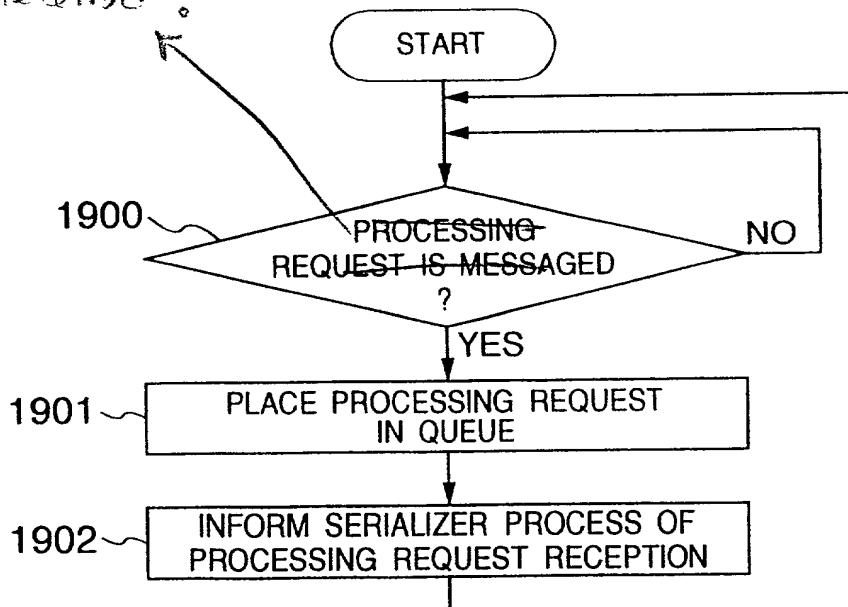 START
1900
PROCESSING
REQUEST IS MESSAGED
?
NO
YES
1901
PLACE PROCESSING REQUEST
IN QUEUE
1902
INFORM SERIALIZER PROCESS OF
PROCESSING REQUEST RECEPTION